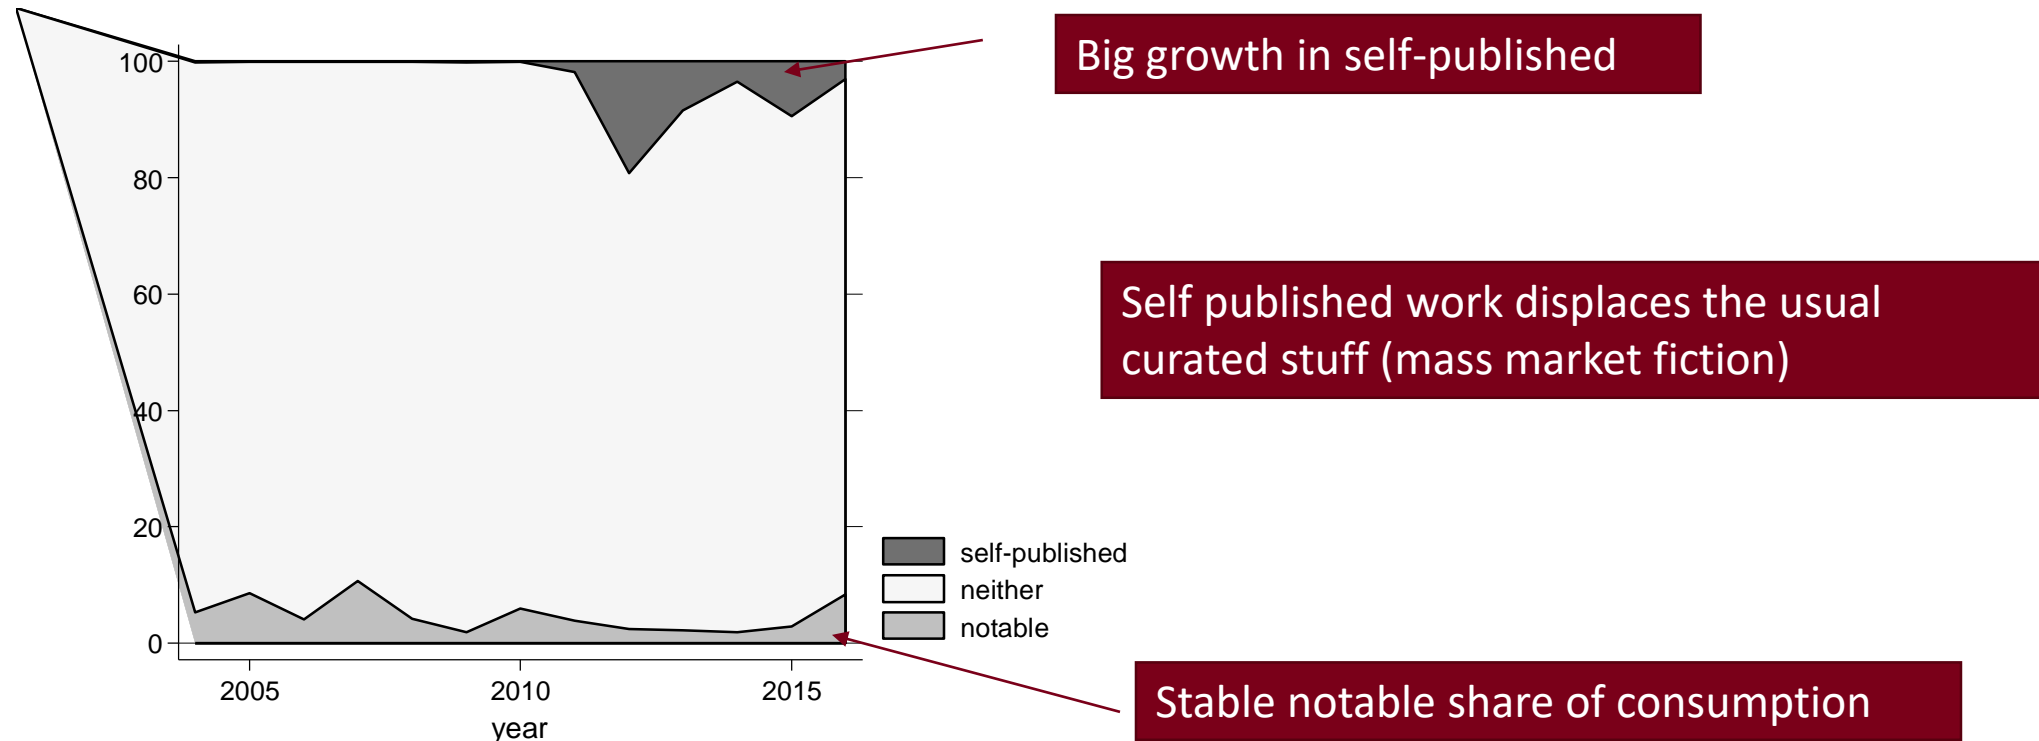 100
80
60
40
20
0
2005
2010
2015
year
self-published
neither
notable
Big growth in self-published
Self published work displaces the usual
curated stuff (mass market fiction)
Stable notable share of consumption